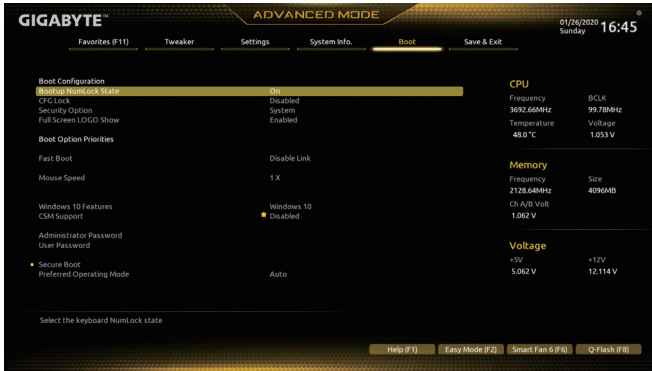 GIGABYTE™
ADVANCED MODE
01/26/2020
Sunday
16:45
Favorites (F11) Tweaker Settings System Info. Boot Save & Exit
Boot Configuration
Bootup NumLock State On
CFG Lock Disabled
Security Option System
Full Screen LOGO Show Enabled
Boot Option Priorities
Fast Boot Disable Link
Mouse Speed 1 X
Windows 10 Features Windows 10
CSM Support Disabled
Administrator Password
User Password
Secure Boot
Preferred Operating Mode Auto
CPU
Frequency BCLK
3692.66MHz 99.78MHz
Temperature Voltage
48.0 °C 1.053 V
Memory
Frequency Size
2128.64MHz 4096MB
Ch A/B Volt
1.062 V
Voltage
+5V +12V
5.062 V 12.114 V
Select the keyboard NumLock state
Help (F1) Easy Mode (F2) Smart Fan 6 (F6) Q-Flash (F8)